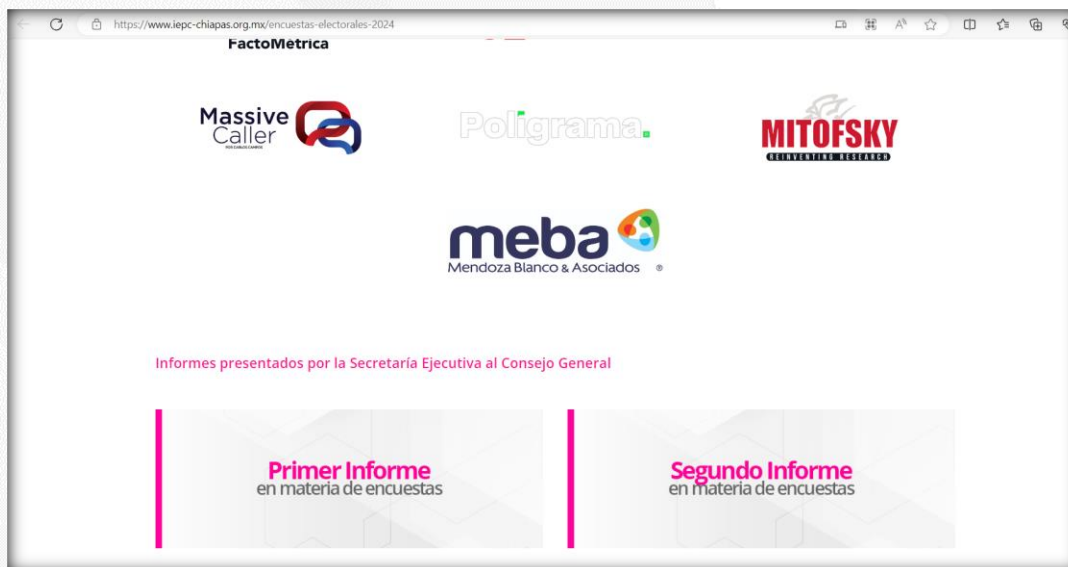 https://www.iepc-chiapas.org.mx/encuestas-electorales-2024
FactoMétrica
Massive
Caller
Poligrama.
MITOFSKY
REINVENTING RESEARCH
meba
Mendoza Blanco & Asociados ®
Informes presentados por la Secretaría Ejecutiva al Consejo General
Primer Informe
en materia de encuestas
Segundo Informe
en materia de encuestas